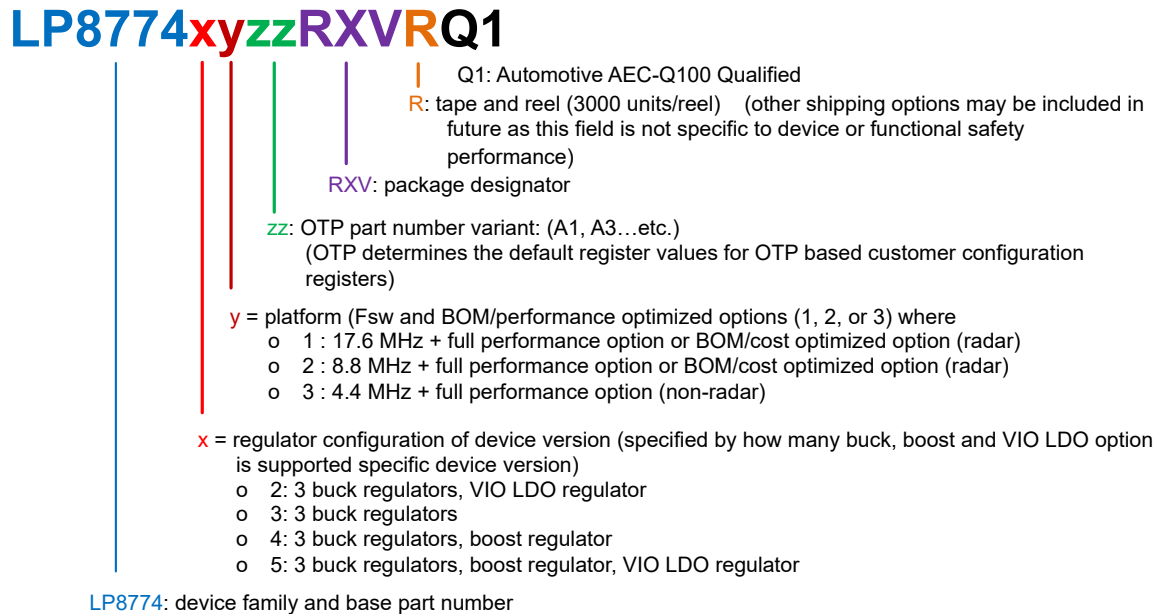 LP8774xyzzRXVRQ1
Q1: Automotive AEC-Q100 Qualified
R: tape and reel (3000 units/reel) (other shipping options may be included in
future as this field is not specific to device or functional safety
performance)
RXV: package designator
zz: OTP part number variant: (A1, A3…etc.)
(OTP determines the default register values for OTP based customer configuration
registers)
y = platform (Fsw and BOM/performance optimized options (1, 2, or 3) where
o 1 : 17.6 MHz + full performance option or BOM/cost optimized option (radar)
o 2 : 8.8 MHz + full performance option or BOM/cost optimized option (radar)
o 3 : 4.4 MHz + full performance option (non-radar)
x = regulator configuration of device version (specified by how many buck, boost and VIO LDO option
is supported specific device version)
o 2: 3 buck regulators, VIO LDO regulator
o 3: 3 buck regulators
o 4: 3 buck regulators, boost regulator
o 5: 3 buck regulators, boost regulator, VIO LDO regulator
LP8774: device family and base part number